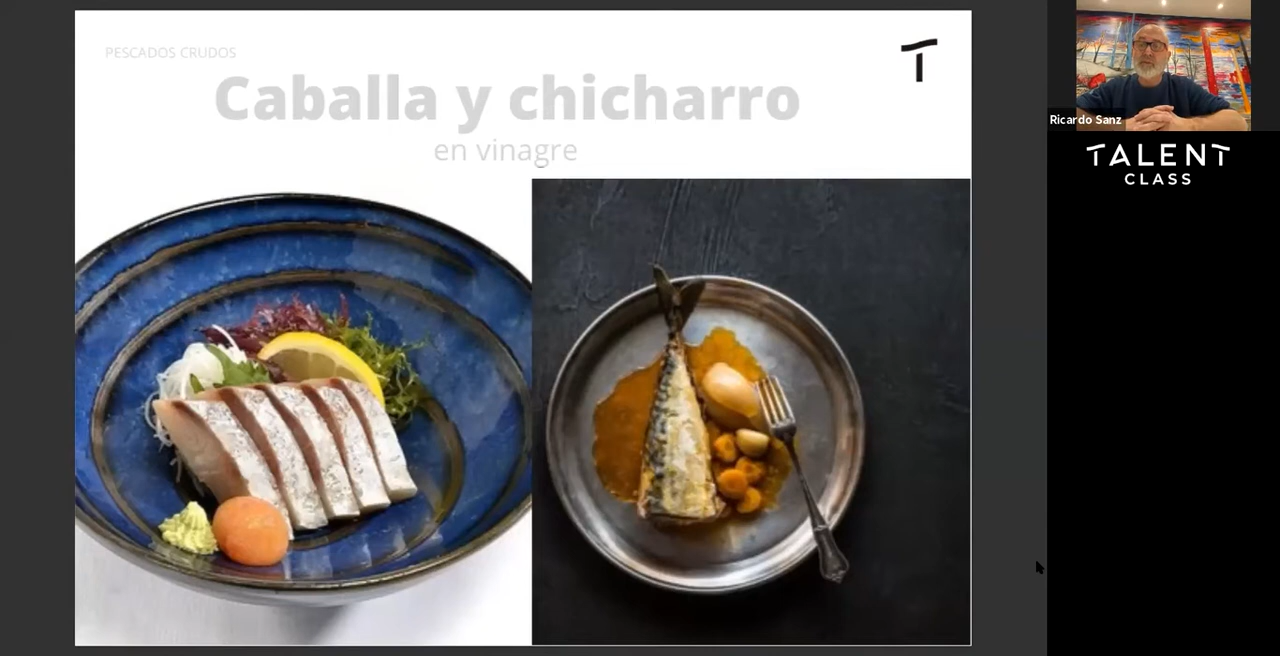 PESCADOS CRUDOS
Caballa y chicharro
en vinagre
Ricardo Sanz
TALENT
CLASS